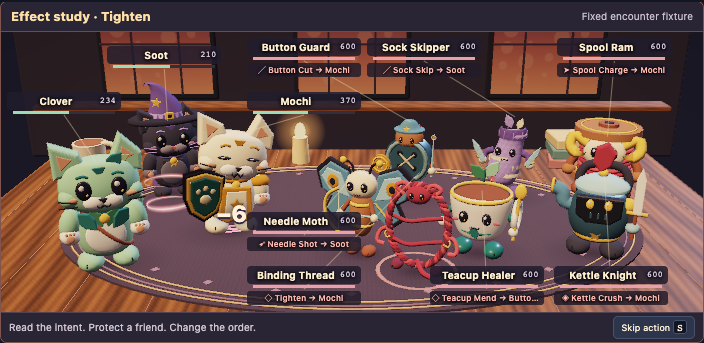 Effect study · Tighten
Fixed encounter fixture
Soot 210
Button Guard 600
Sock Skipper 600
Spool Ram 600
Button Cut → Mochi
Sock Skip → Soot
Spool Charge → Mochi
Clover 234
Mochi 370
–6
Needle Moth 600
Needle Shot → Soot
Binding Thread 600
Teacup Healer 600
Kettle Knight 600
Tighten → Mochi
Teacup Mend → Butto...
Kettle Crush → Mochi
Read the intent. Protect a friend. Change the order.
Skip action S